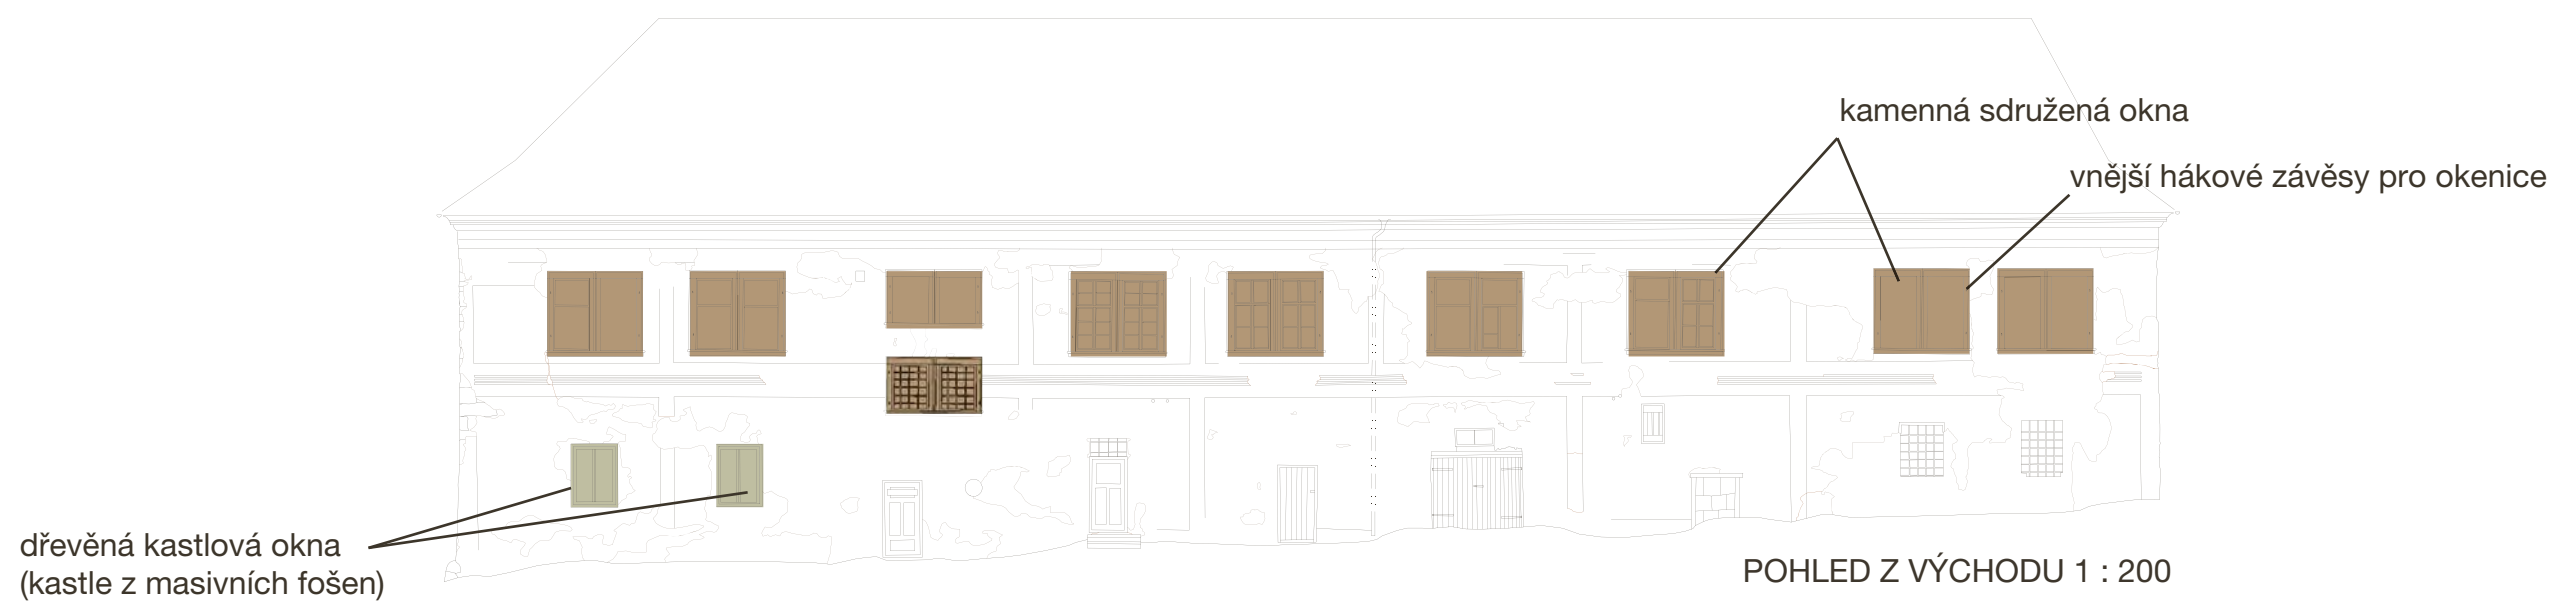 kamenná sdružená okna
vnější hákové závěsy pro okenice
dřevěná kastlová okna
(kastle z masivních fošen)
POHLED Z VÝCHODU 1 : 200